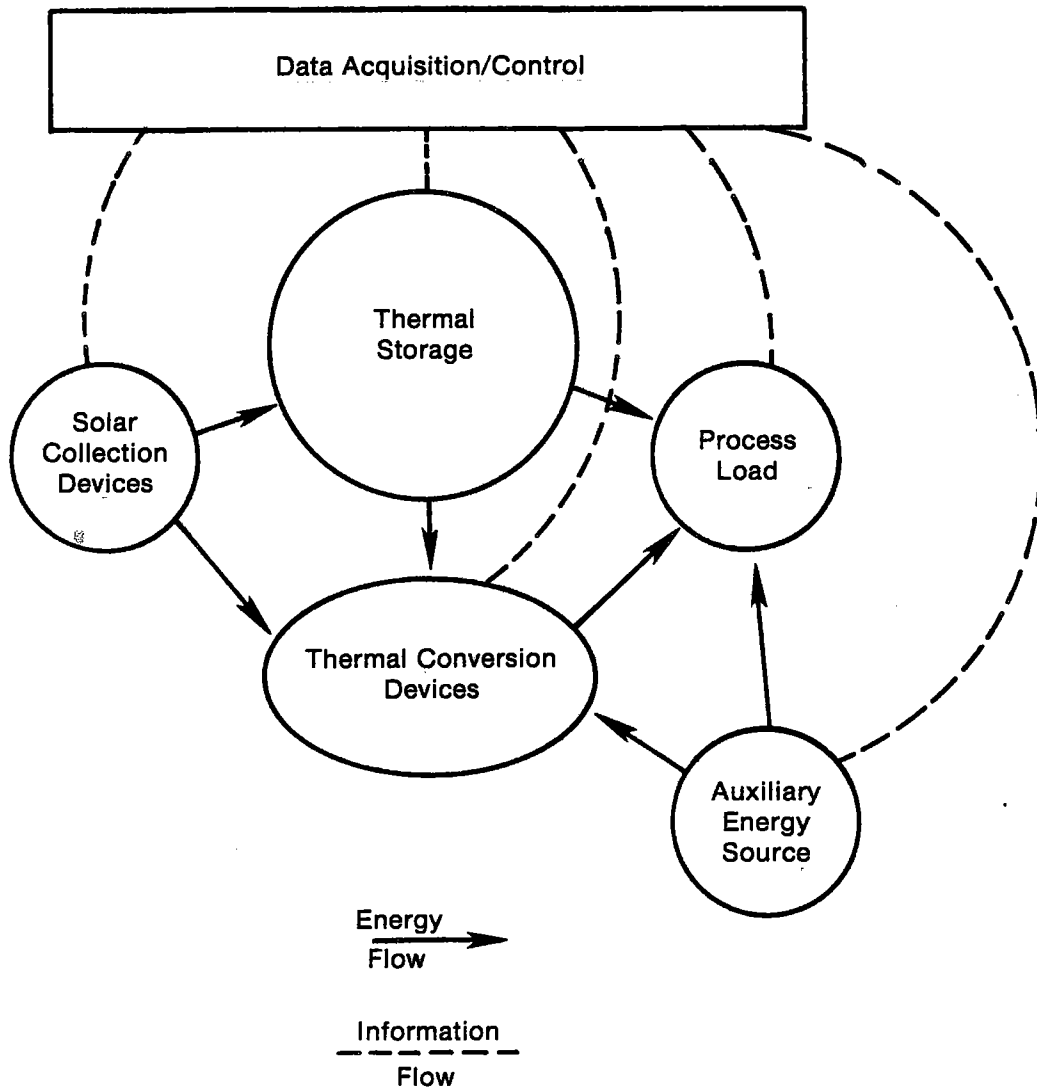 Data Acquisition/Control
Thermal
Storage
Solar
Collection
Devices
Process
Load
Thermal Conversion
Devices
Auxiliary
Energy
Source
Energy
Flow
Information
Flow